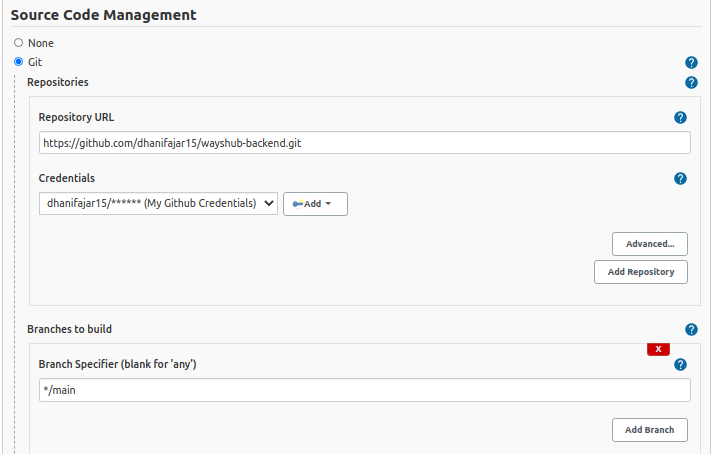 Source Code Management
None
Git
?
Repositories
?
Repository URL
?
https://github.com/dhanifajar15/wayshub-backend.git
Credentials
?
dhanifajar15/****** (My Github Credentials)
Add
Advanced...
Add Repository
Branches to build
?
X
Branch Specifier (blank for 'any')
?
*/main
Add Branch